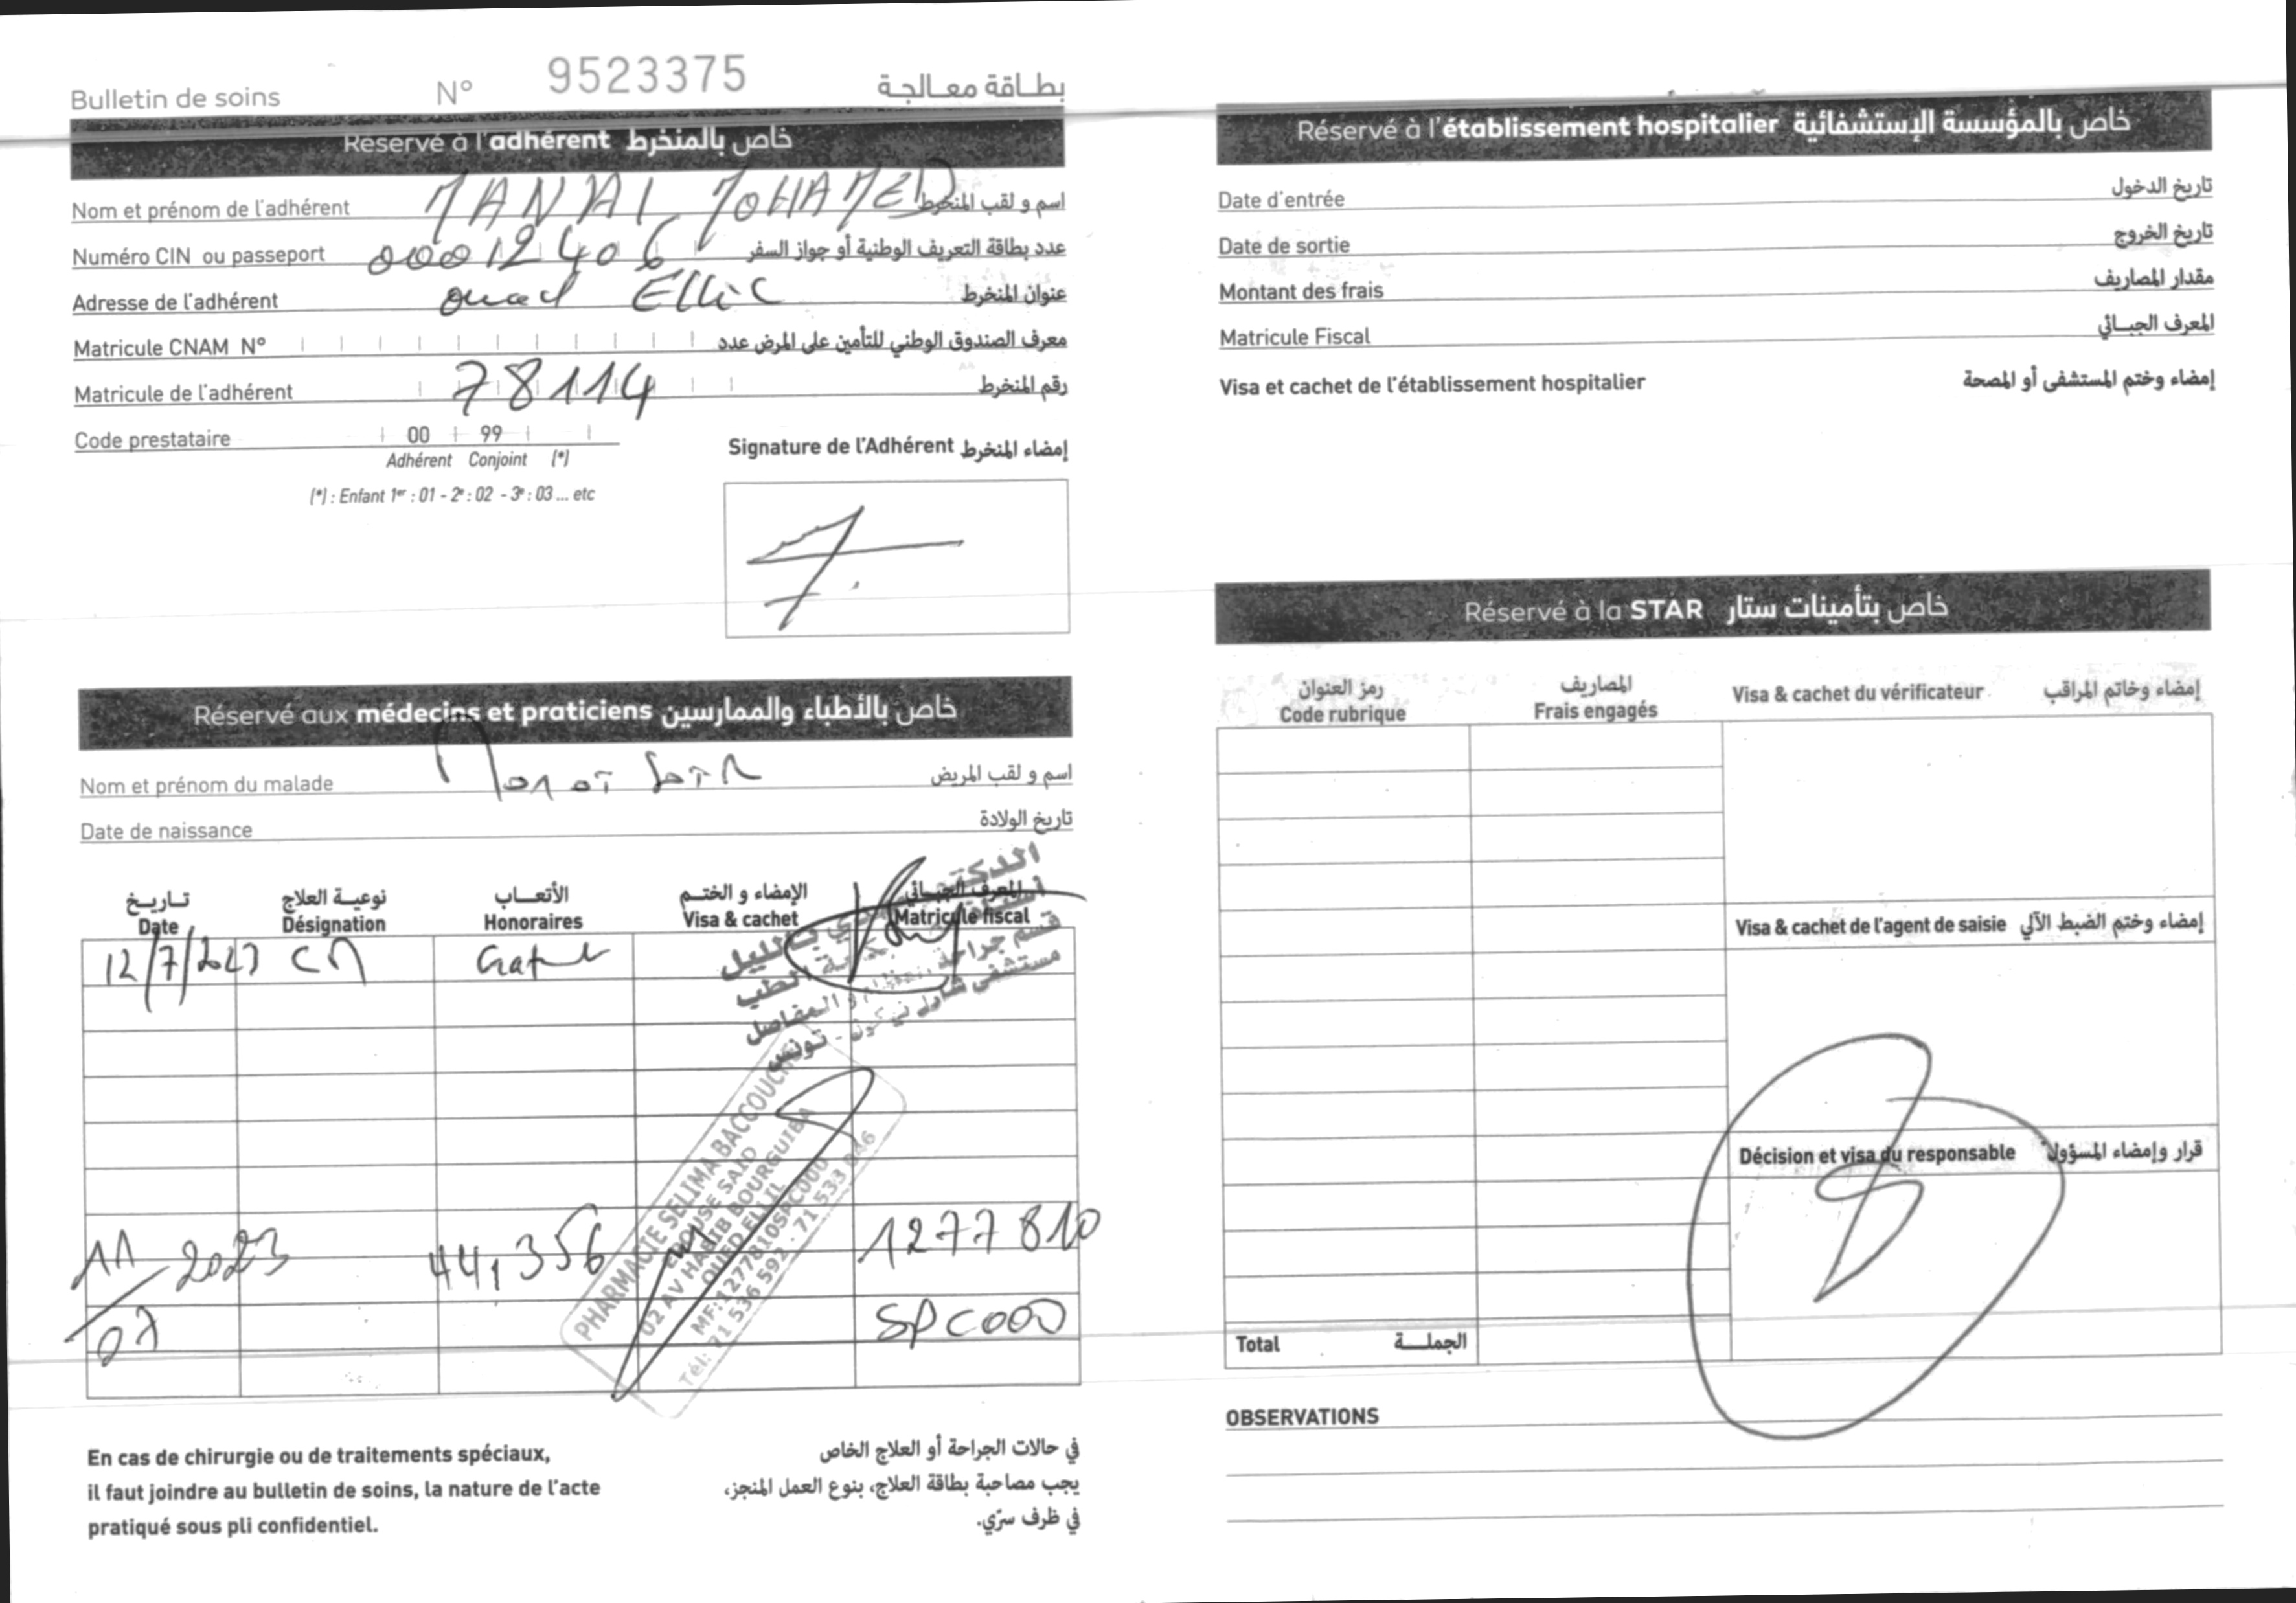 Bulletin de soins N° 9523375 بطاقة معالجة
Réservé à l'adhérent خاص بالمنخرط
Nom et prénom de l'adhérent MOHAMED اسم و لقب المنخرط
Numéro CIN ou passeport 00012406 عدد بطاقة التعريف الوطنية أو جواز السفر
Adresse de l'adhérent oued Ellil عنوان المنخرط
Matricule CNAM N° معرف الصندوق الوطني للتأمين على المرض عدد
Matricule de l'adhérent 78114 رقم المنخرط
Code prestataire 00 99
Adhérent Conjoint (*)
(*) : Enfant 1er : 01 - 2e : 02 - 3e : 03 ... etc
Signature de l'Adhérent إمضاء المنخرط
Réservé aux médecins et praticiens خاص بالأطباء والممارسين
Nom et prénom du malade اسم و لقب المريض
Date de naissance تاريخ الولادة
تاريخ نوعية العلاج الأتعاب الإمضاء و الختم المعرف الجبائي
Date Désignation Honoraires Visa & cachet Matricule fiscal
12/7/2023
قسم جراحة العظام و المفاصل
مستشفى شارل نيكول - تونس
PHARMACIE SELIMA BACCOUCHE
EPOUSE SAID
02 AV HABIB BOURGUIBA
OUED ELLIL
MF:1277810SPC000
Tél: 71 536 592 - 71 533 046
11/07 2023 44,356 1277810
SPC000
En cas de chirurgie ou de traitements spéciaux,
il faut joindre au bulletin de soins, la nature de l'acte
pratiqué sous pli confidentiel.
في حالات الجراحة أو العلاج الخاص
يجب مصاحبة بطاقة العلاج، بنوع العمل المنجز،
في ظرف سرّي.
Réservé à l'établissement hospitalier خاص بالمؤسسة الإستشفائية
Date d'entrée تاريخ الدخول
Date de sortie تاريخ الخروج
Montant des frais مقدار المصاريف
Matricule Fiscal المعرف الجبائي
Visa et cachet de l'établissement hospitalier إمضاء وختم المستشفى أو المصحة
Réservé à la STAR خاص بتأمينات ستار
رمز العنوان المصاريف
Code rubrique Frais engagés Visa & cachet du vérificateur إمضاء وخاتم المراقب
Visa & cachet de l'agent de saisie إمضاء وختم الضبط الآلي
Décision et visa du responsable قرار وإمضاء المسؤول
Total الجملة
OBSERVATIONS